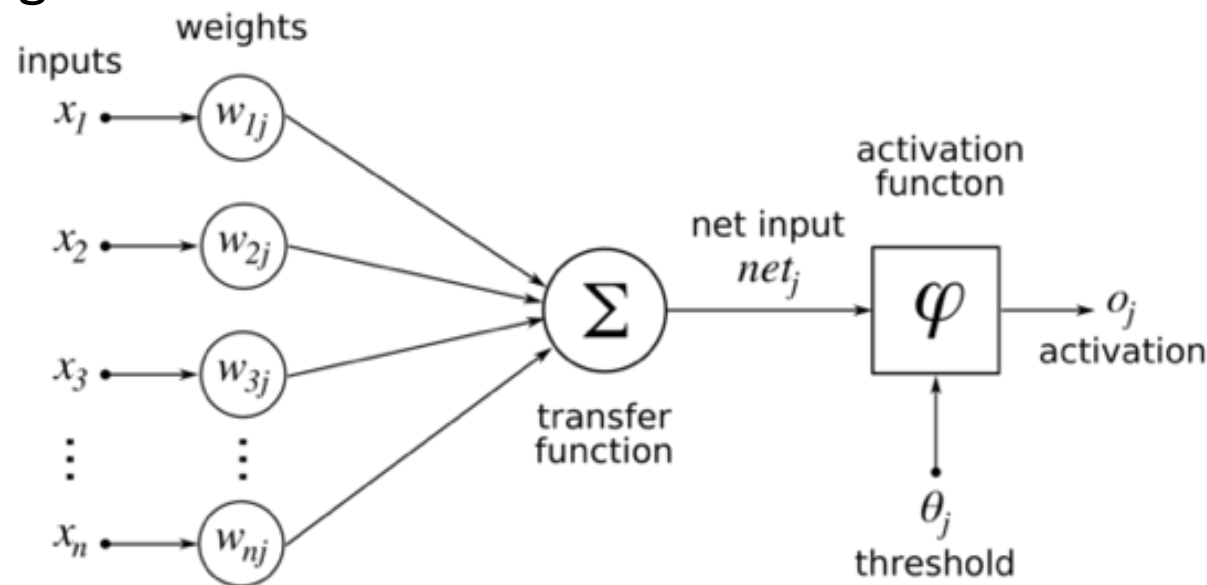 weights
inputs
x₁
w₁ⱼ
x₂
w₂ⱼ
x₃
w₃ⱼ
⋮
⋮
xₙ
wₙⱼ
Σ
transfer
function
net input
netⱼ
activation
functon
φ
oⱼ
activation
θⱼ
threshold